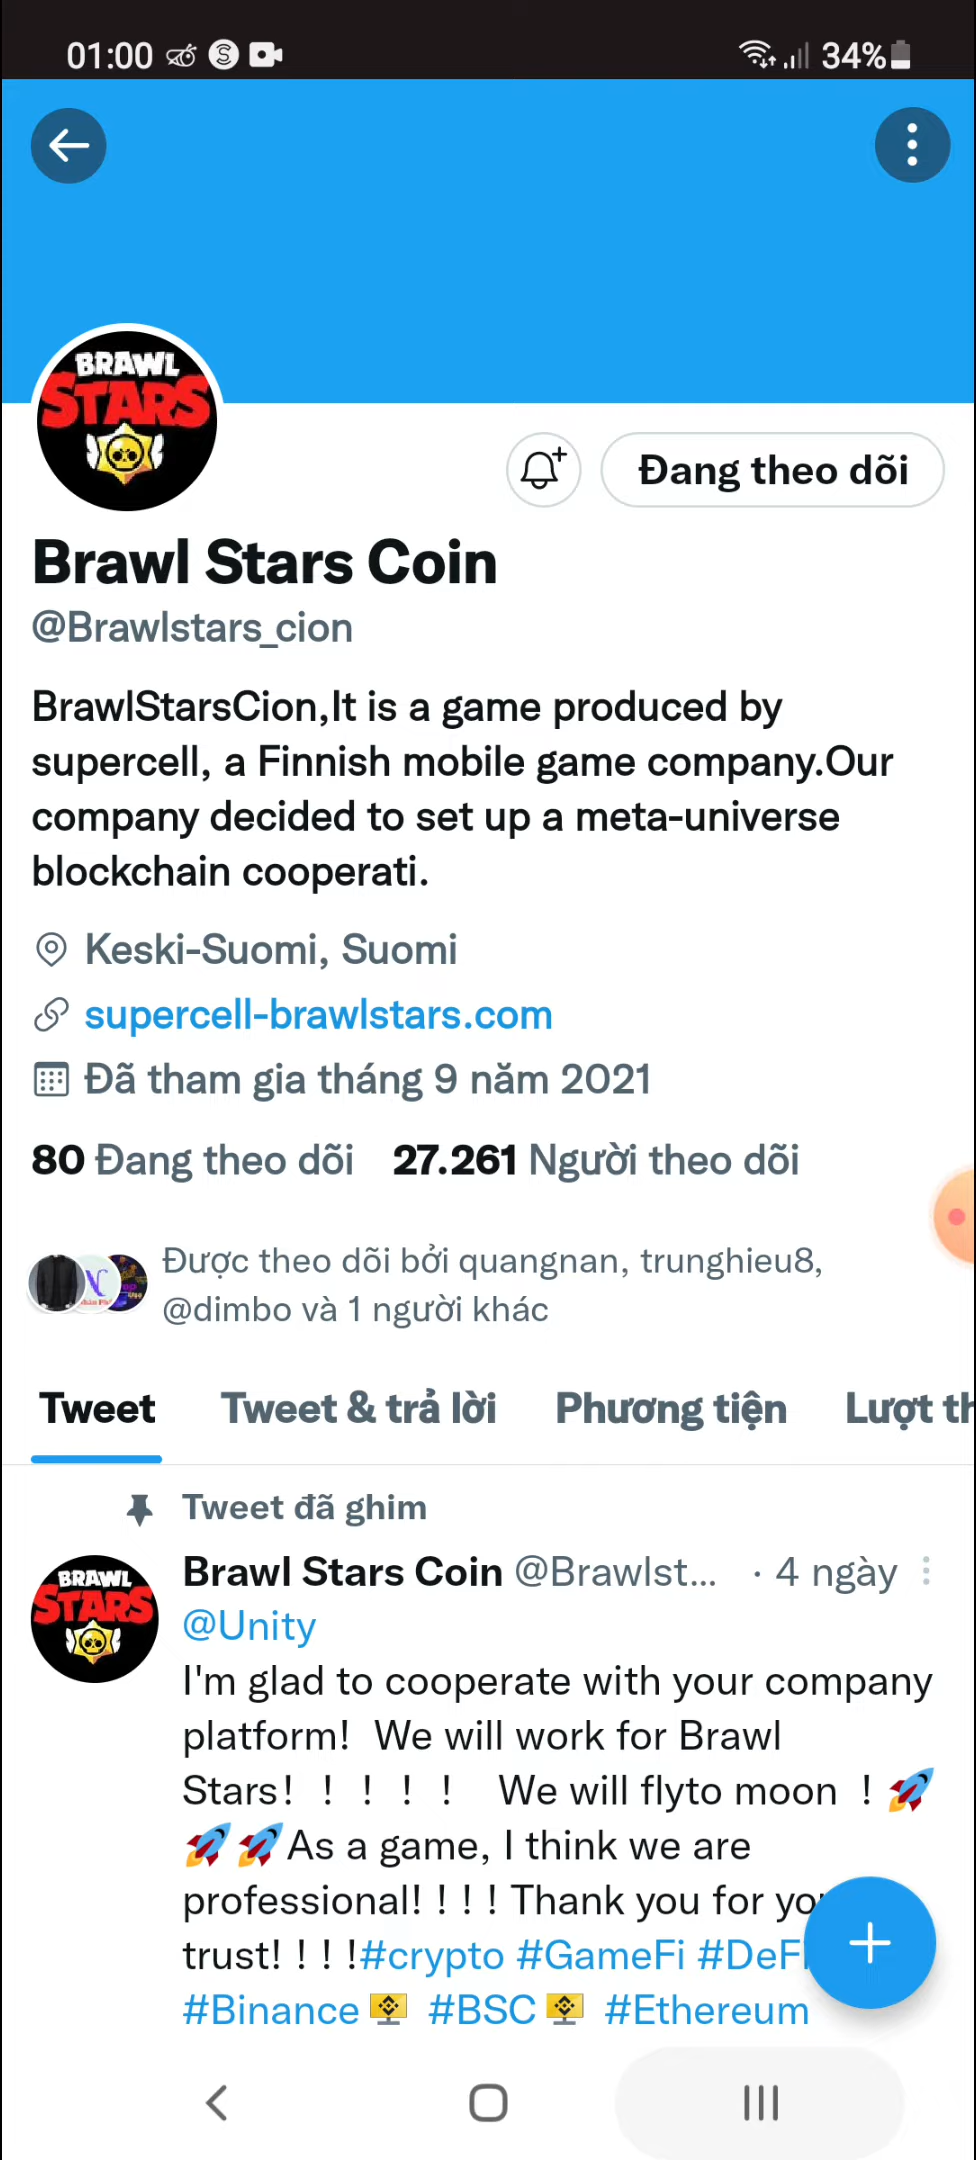 01:00
34%
BRAWL
STARS
Đang theo dõi
Brawl Stars Coin
@Brawlstars_cion
BrawlStarsCion,It is a game produced by
supercell, a Finnish mobile game company.Our
company decided to set up a meta-universe
blockchain cooperati.
Keski-Suomi, Suomi
supercell-brawlstars.com
Đã tham gia tháng 9 năm 2021
80 Đang theo dõi 27.261 Người theo dõi
Được theo dõi bởi quangnan, trunghieu8,
@dimbo và 1 người khác
Tweet Tweet & trả lời Phương tiện Lượt th
Tweet đã ghim
BRAWL
STARS
Brawl Stars Coin @Brawlst... · 4 ngày
@Unity
I'm glad to cooperate with your company
platform!  We will work for Brawl
Stars！！！！！ We will flyto moon ！🚀
🚀🚀As a game, I think we are
professional! ! ! ! Thank you for you
trust! ! ! !#crypto #GameFi #DeFi
#Binance #BSC #Ethereum